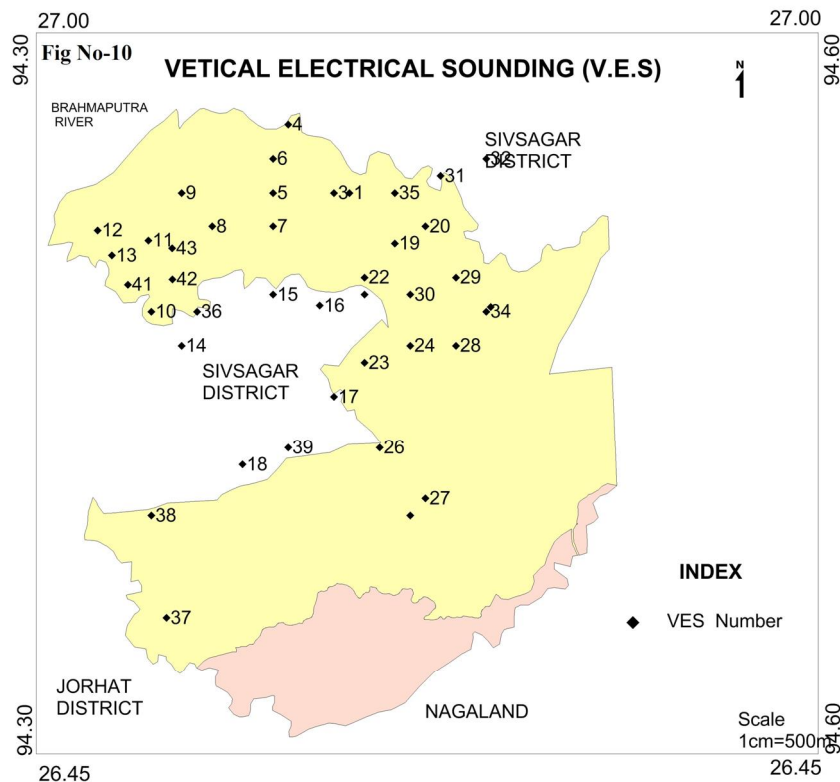 27.00
27.00
94.30
94.60
Fig No-10
VETICAL ELECTRICAL SOUNDING (V.E.S)
N
BRAHMAPUTRA
RIVER
4
SIVSAGAR
DISTRICT
6
32
31
9
5
3
1
35
12
11
8
7
20
43
19
13
41
42
22
29
10
36
15
16
30
34
14
24
28
SIVSAGAR
DISTRICT
23
17
39
26
18
27
38
INDEX
VES Number
37
JORHAT
DISTRICT
NAGALAND
Scale
1cm=500m
94.30
94.60
26.45
26.45